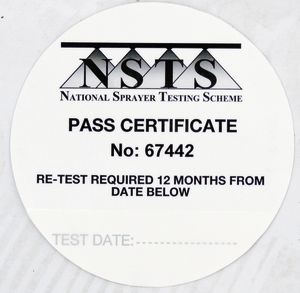 NSTS
NATIONAL SPRAYER TESTING SCHEME
PASS CERTIFICATE
No: 67442
RE-TEST REQUIRED 12 MONTHS FROM
DATE BELOW
TEST DATE:---------------